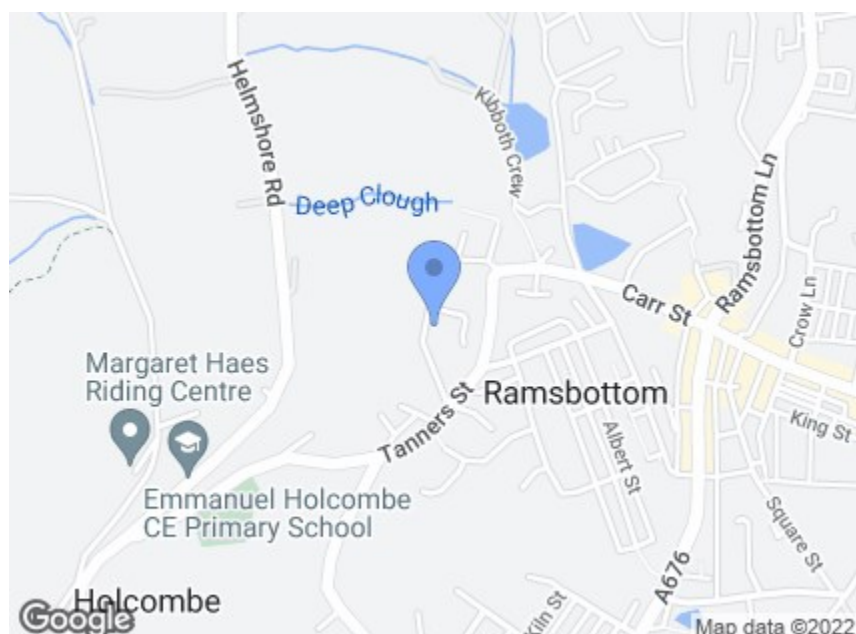 Helmshore Rd
Kibboth Crew
Deep Clough
Ramsbottom Ln
Carr St
Crow Ln
Margaret Haes
Riding Centre
Tanners St
Ramsbottom
Albert St
King St
Emmanuel Holcombe
CE Primary School
Square St
A676
Holcombe
Kiln St
Google
Map data ©2022